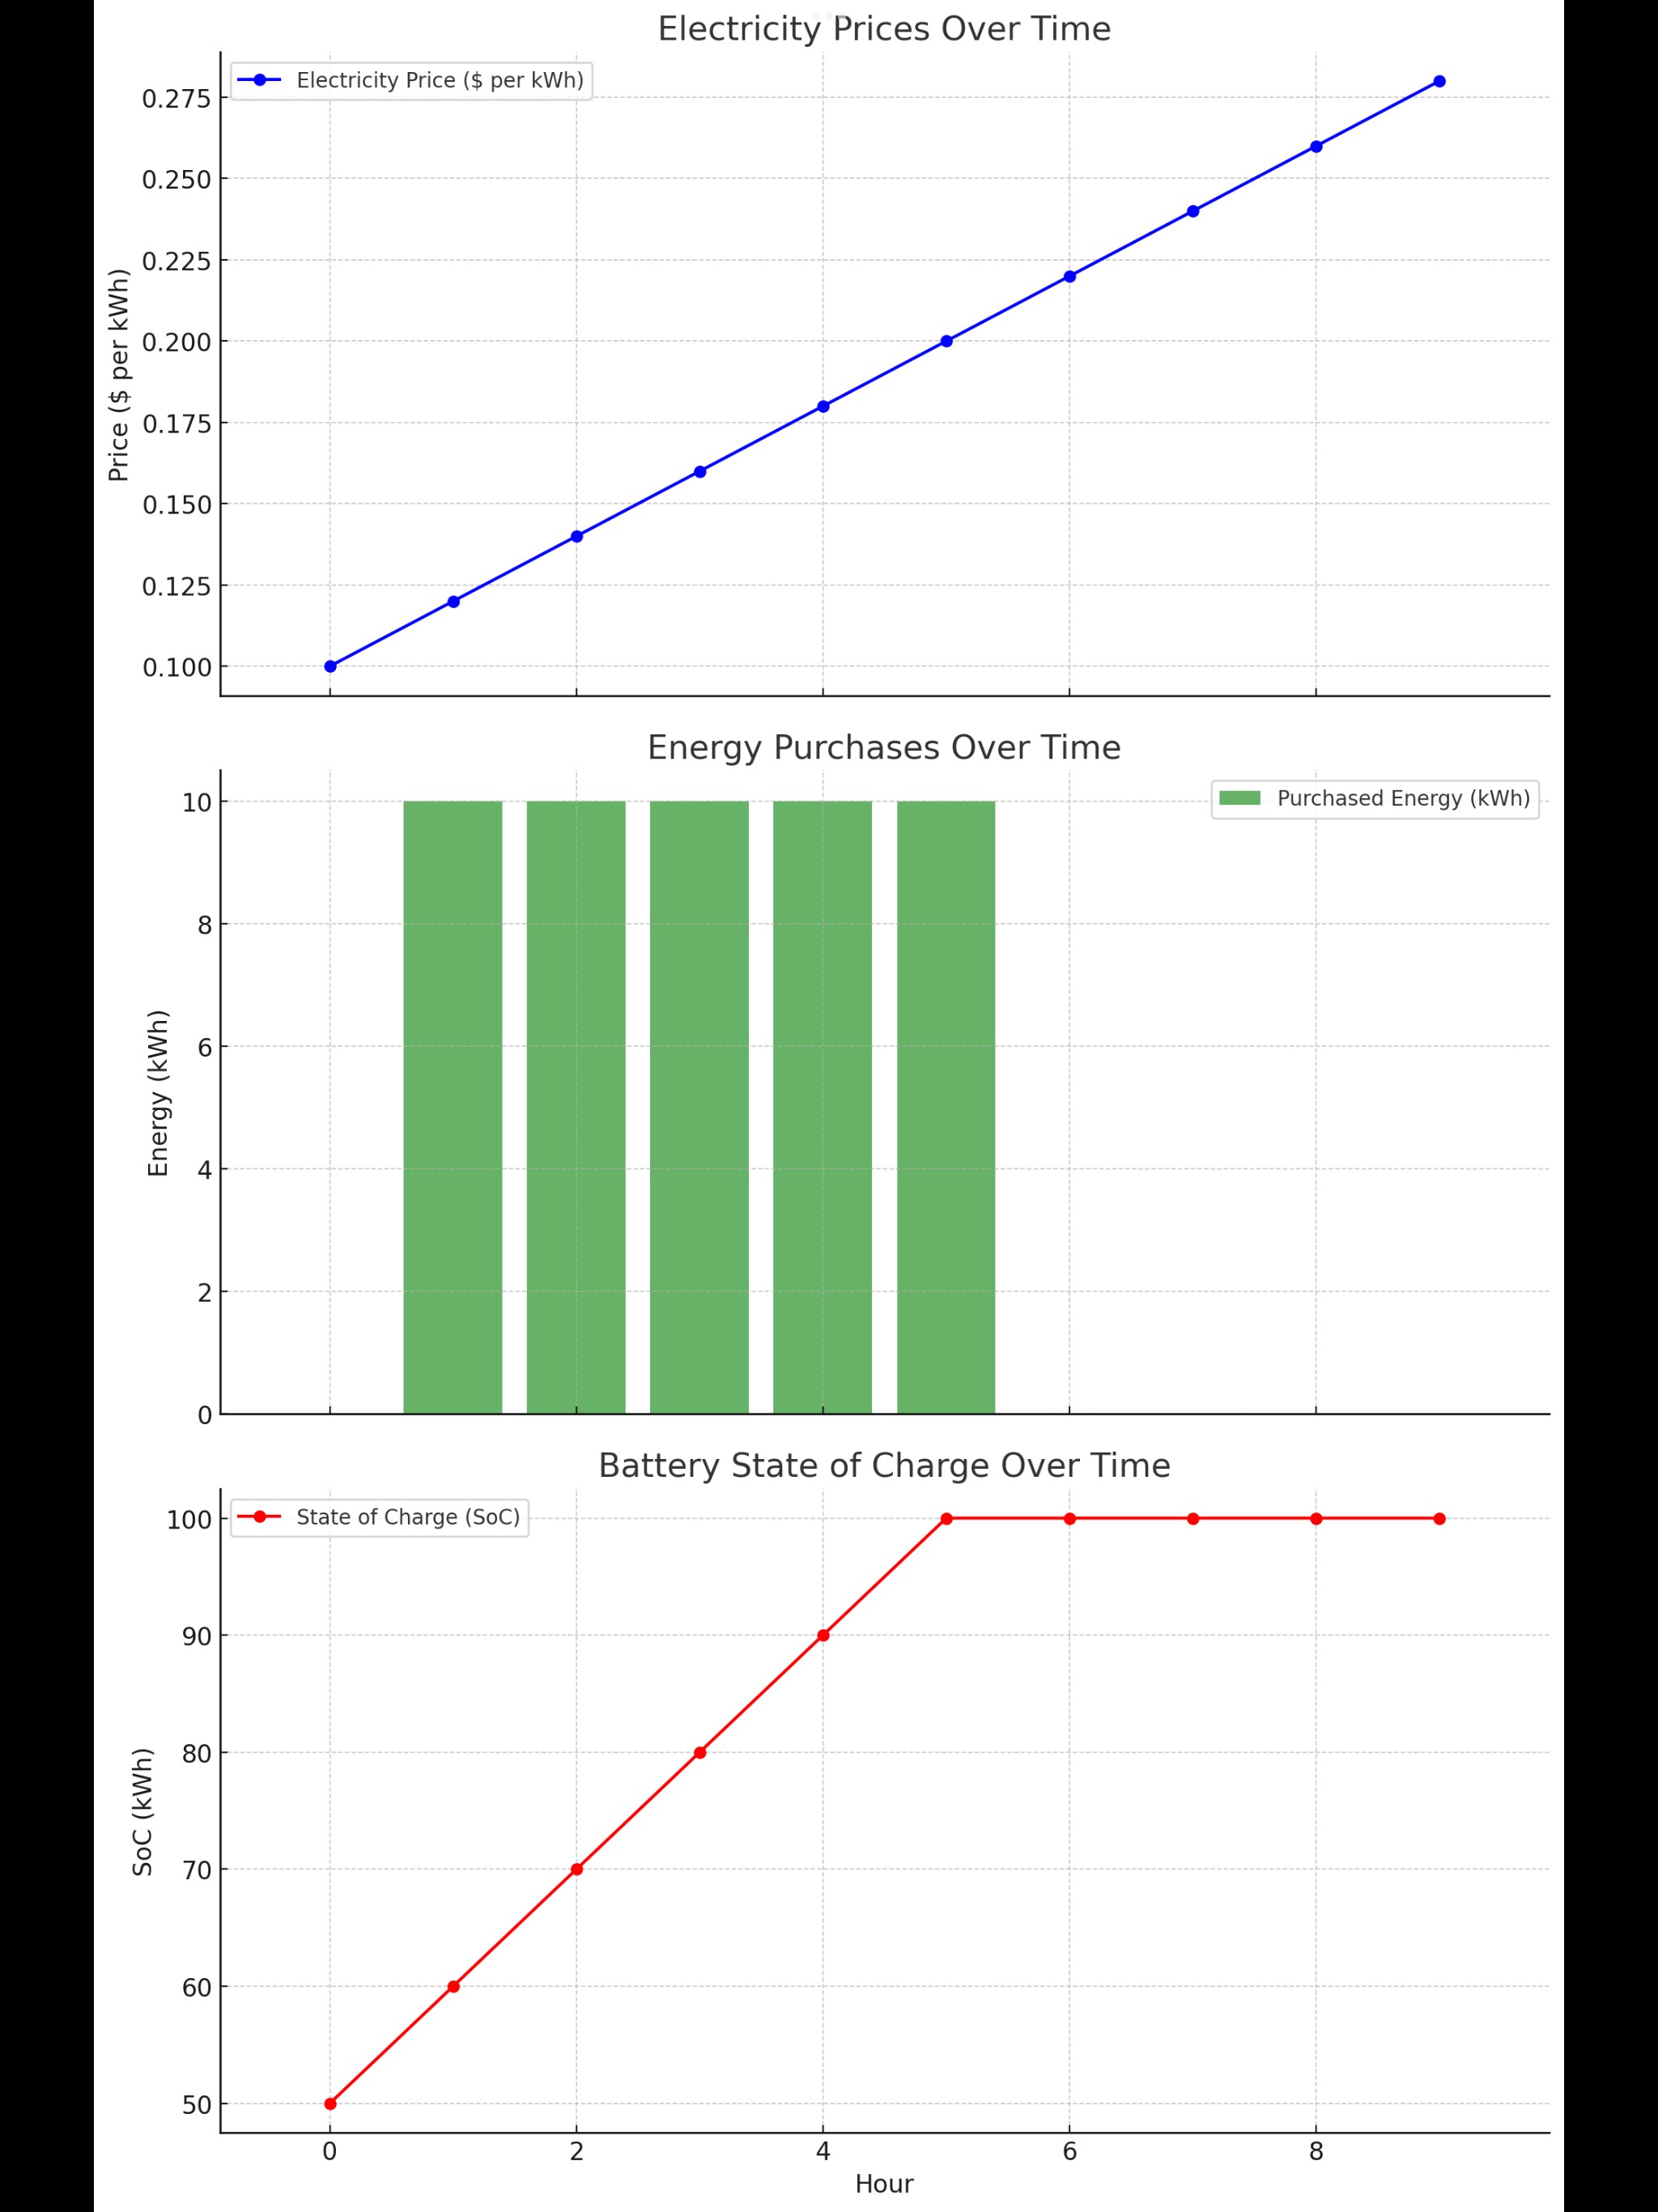 Electricity Prices Over Time
Electricity Price ($ per kWh)
0.275
0.250
0.225
0.200
0.175
0.150
0.125
0.100
Price ($ per kWh)
Energy Purchases Over Time
Purchased Energy (kWh)
10
8
6
4
2
0
Energy (kWh)
Battery State of Charge Over Time
State of Charge (SoC)
100
90
80
70
60
50
SoC (kWh)
0 2 4 6 8
Hour